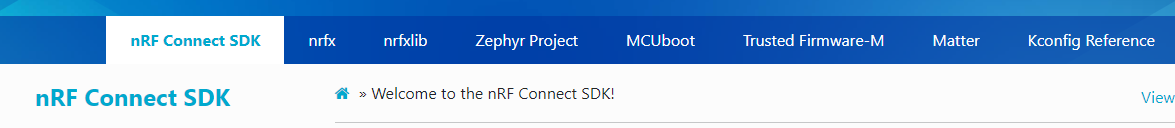 nRF Connect SDK nrfx nrfxlib Zephyr Project MCUboot Trusted Firmware-M Matter Kconfig Reference
nRF Connect SDK » Welcome to the nRF Connect SDK! View